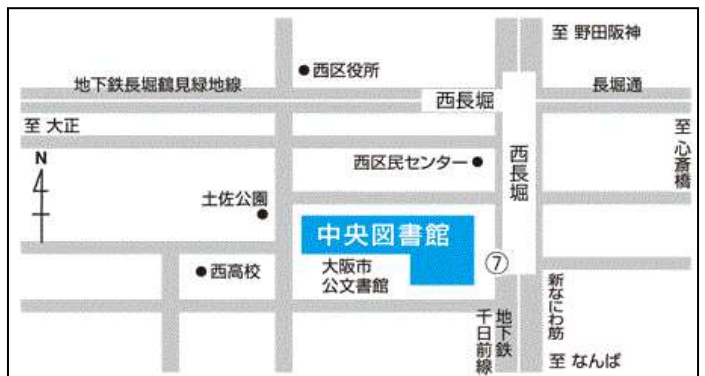 至 野田阪神
●西区役所
地下鉄長堀鶴見緑地線
西長堀
長堀通
至 大正
至 心斎橋
N
西区民センター●
西長堀
土佐公園
中央図書館
●西高校
大阪市
公文書館
⑦
新なにわ筋
地下鉄
千日前線
至 なんば